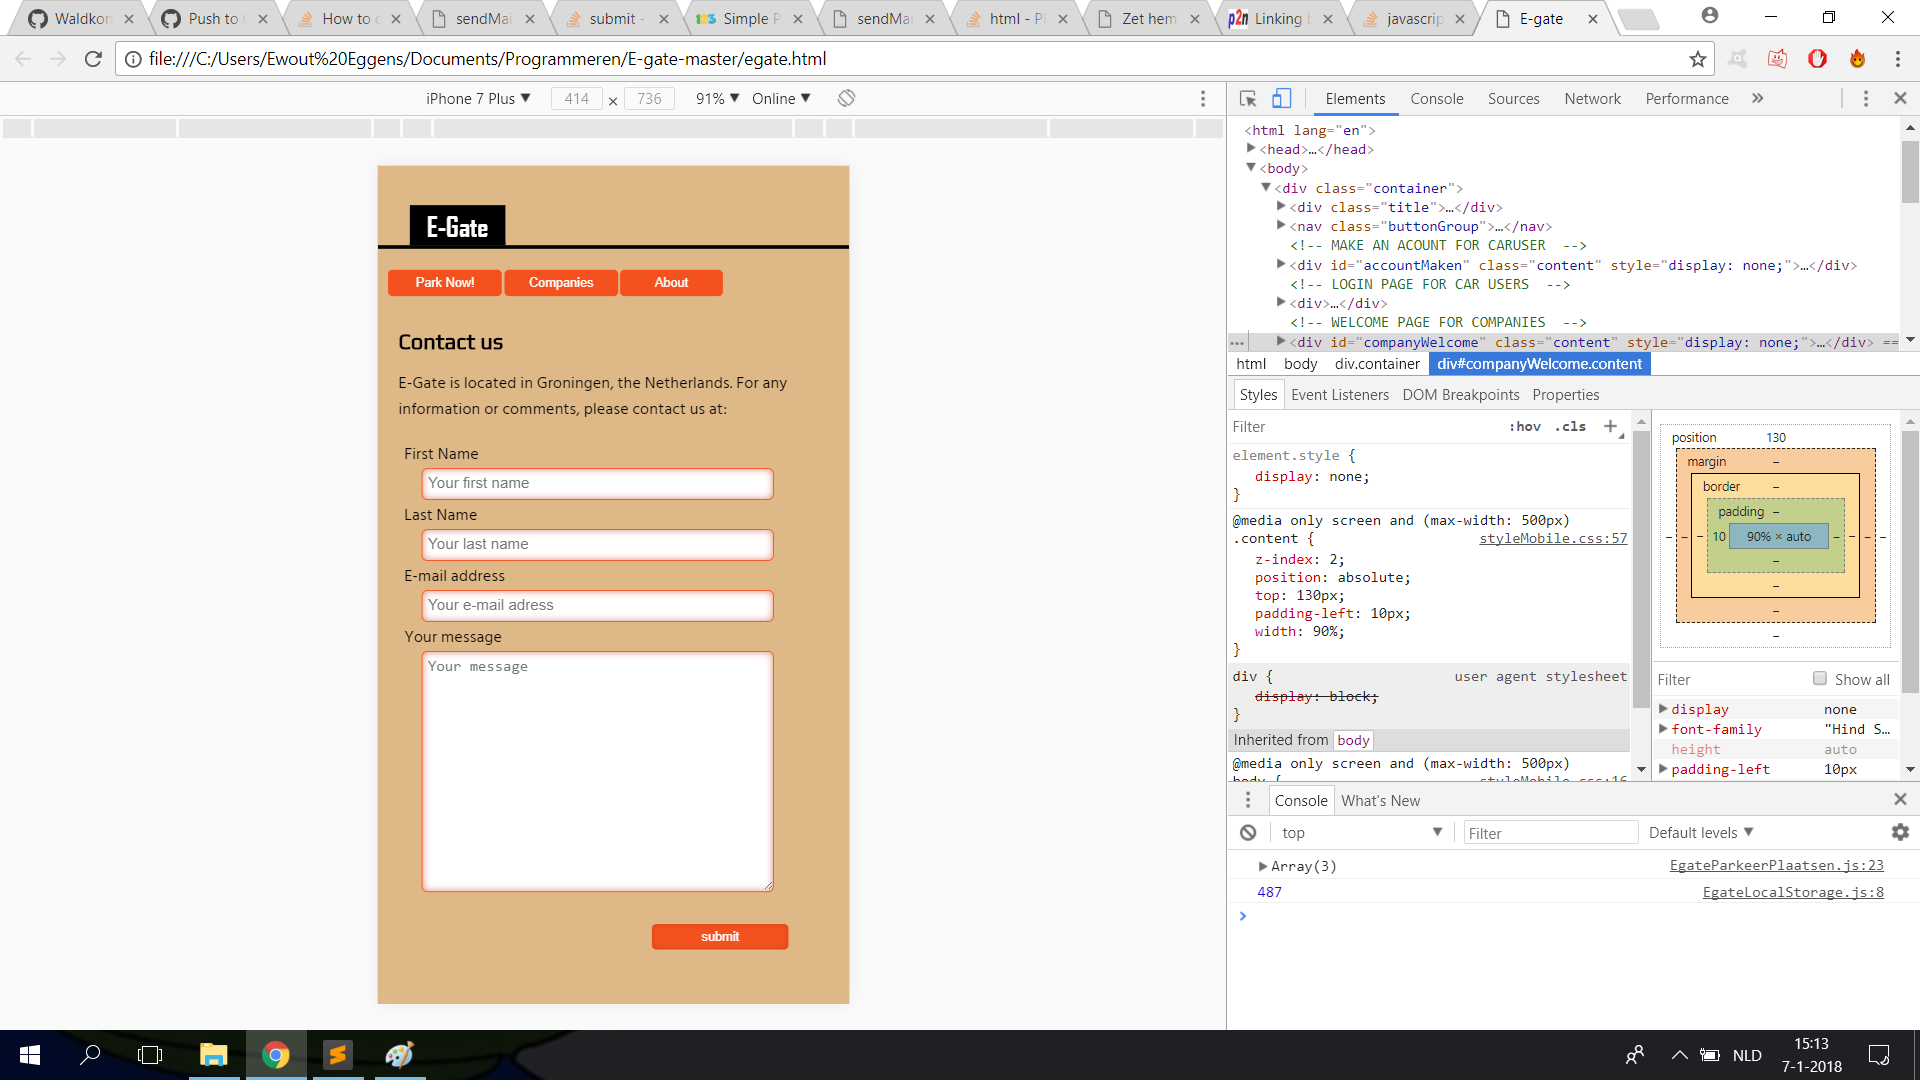 Waldkor
Push to
How to
sendMai
submit -
Simple P
sendMai
html - P
Zet hem
Linking
javascrip
E-gate
file:///C:/Users/Ewout%20Eggens/Documents/Programmeren/E-gate-master/egate.html
iPhone 7 Plus ▼ 414 × 736 91% ▼ Online ▼
E-Gate
Park Now!
Companies
About
Contact us
E-Gate is located in Groningen, the Netherlands. For any
information or comments, please contact us at:
First Name
Your first name
Last Name
Your last name
E-mail address
Your e-mail adress
Your message
Your message
submit
Elements Console Sources Network Performance »
<html lang="en">
▶<head>…</head>
▼<body>
▼<div class="container">
▶<div class="title">…</div>
▶<nav class="buttonGroup">…</nav>
<!-- MAKE AN ACOUNT FOR CARUSER  -->
▶<div id="accountMaken" class="content" style="display: none;">…</div>
<!-- LOGIN PAGE FOR CAR USERS  -->
▶<div>…</div>
<!-- WELCOME PAGE FOR COMPANIES  -->
… ▶<div id="companyWelcome" class="content" style="display: none;">…</div> ==
html body div.container div#companyWelcome.content
Styles Event Listeners DOM Breakpoints Properties
Filter :hov .cls +
element.style {
display: none;
}
@media only screen and (max-width: 500px)
.content { styleMobile.css:57
z-index: 2;
position: absolute;
top: 130px;
padding-left: 10px;
width: 90%;
}
div { user agent stylesheet
display: block;
}
Inherited from body
@media only screen and (max-width: 500px)
body { styleMobile.css:16
position 130
margin –
border –
padding –
– – – 10 90% × auto – – – –
–
–
–
–
Filter Show all
▶ display none
▶ font-family "Hind S…
height auto
▶ padding-left 10px
Console What's New
top ▼ Filter Default levels ▼
▶Array(3) EgateParkeerPlaatsen.js:23
487 EgateLocalStorage.js:8
>
NLD
15:13
7-1-2018